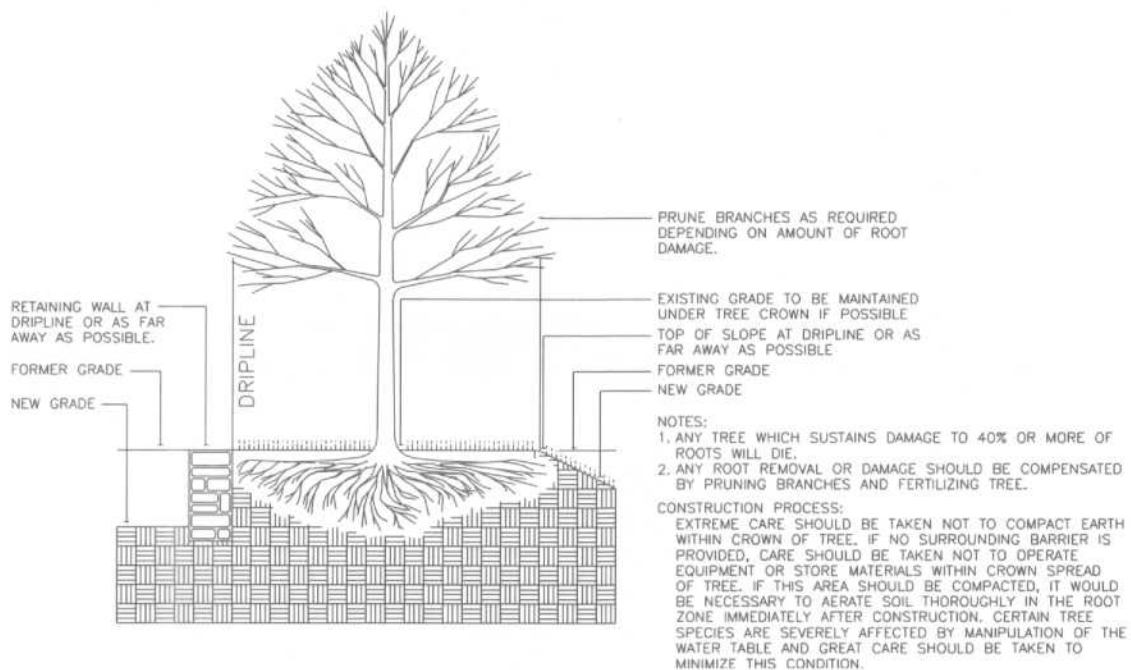 PRUNE BRANCHES AS REQUIRED
DEPENDING ON AMOUNT OF ROOT
DAMAGE.
RETAINING WALL AT
DRIPLINE OR AS FAR
AWAY AS POSSIBLE.
FORMER GRADE
NEW GRADE
DRIPLINE
EXISTING GRADE TO BE MAINTAINED
UNDER TREE CROWN IF POSSIBLE
TOP OF SLOPE AT DRIPLINE OR AS
FAR AWAY AS POSSIBLE
FORMER GRADE
NEW GRADE
NOTES:
1. ANY TREE WHICH SUSTAINS DAMAGE TO 40% OR MORE OF
ROOTS WILL DIE.
2. ANY ROOT REMOVAL OR DAMAGE SHOULD BE COMPENSATED
BY PRUNING BRANCHES AND FERTILIZING TREE.
CONSTRUCTION PROCESS:
EXTREME CARE SHOULD BE TAKEN NOT TO COMPACT EARTH
WITHIN CROWN OF TREE. IF NO SURROUNDING BARRIER IS
PROVIDED, CARE SHOULD BE TAKEN NOT TO OPERATE
EQUIPMENT OR STORE MATERIALS WITHIN CROWN SPREAD
OF TREE. IF THIS AREA SHOULD BE COMPACTED, IT WOULD
BE NECESSARY TO AERATE SOIL THOROUGHLY IN THE ROOT
ZONE IMMEDIATELY AFTER CONSTRUCTION. CERTAIN TREE
SPECIES ARE SEVERELY AFFECTED BY MANIPULATION OF THE
WATER TABLE AND GREAT CARE SHOULD BE TAKEN TO
MINIMIZE THIS CONDITION.